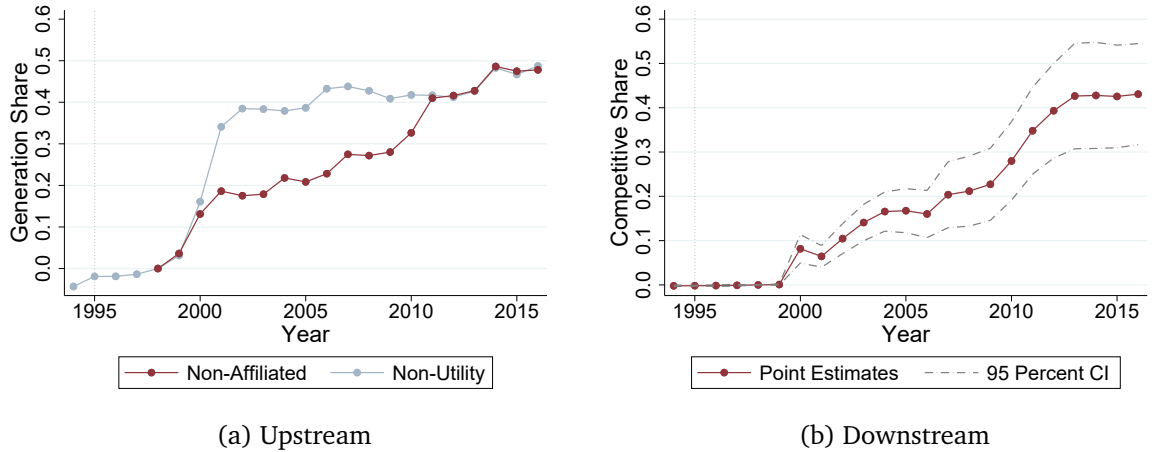 Generation Share
0.6
0.5
0.4
0.3
0.2
0.1
0.0
1995 2000 2005 2010 2015
Year
Non-Affiliated Non-Utility
(a) Upstream
Competitive Share
0.6
0.5
0.4
0.3
0.2
0.1
0.0
1995 2000 2005 2010 2015
Year
Point Estimates 95 Percent CI
(b) Downstream